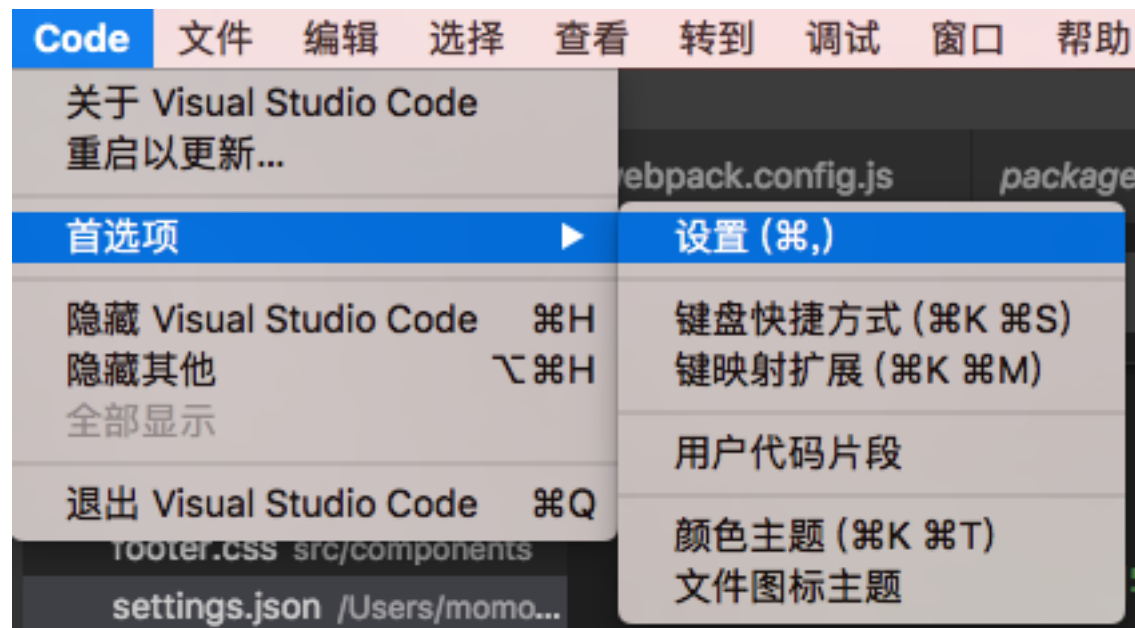 Code 文件 编辑 选择 查看 转到 调试 窗口 帮助
关于 Visual Studio Code
重启以更新...
webpack.config.js package
首选项 ▶
设置 (⌘,)
隐藏 Visual Studio Code ⌘H
隐藏其他 ⌥⌘H
全部显示
退出 Visual Studio Code ⌘Q
键盘快捷方式 (⌘K ⌘S)
键映射扩展 (⌘K ⌘M)
用户代码片段
颜色主题 (⌘K ⌘T)
文件图标主题
footer.css src/components
settings.json /Users/momo...